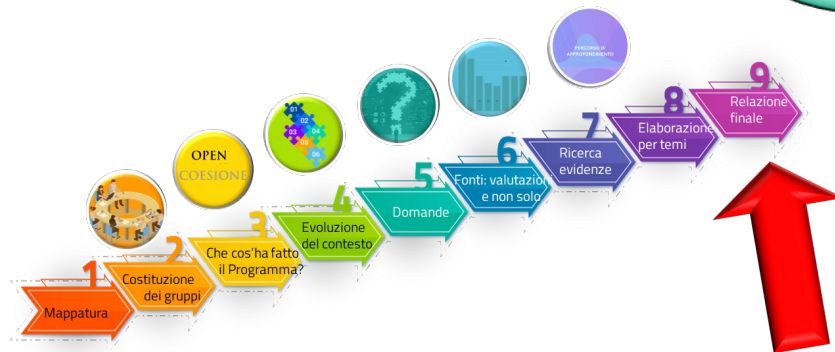 1
Mappatura
2
Costituzione
dei gruppi
3
Che cos'ha fatto
il Programma?
4
Evoluzione
del contesto
5
Domande
6
Fonti: valutazioni
e non solo
7
Ricerca
evidenze
8
Elaborazione
per temi
9
Relazione
finale
OPEN
COESIONE
01
02
03
04
05
06
?
PERCORSO DI
APPROFONDIMENTO